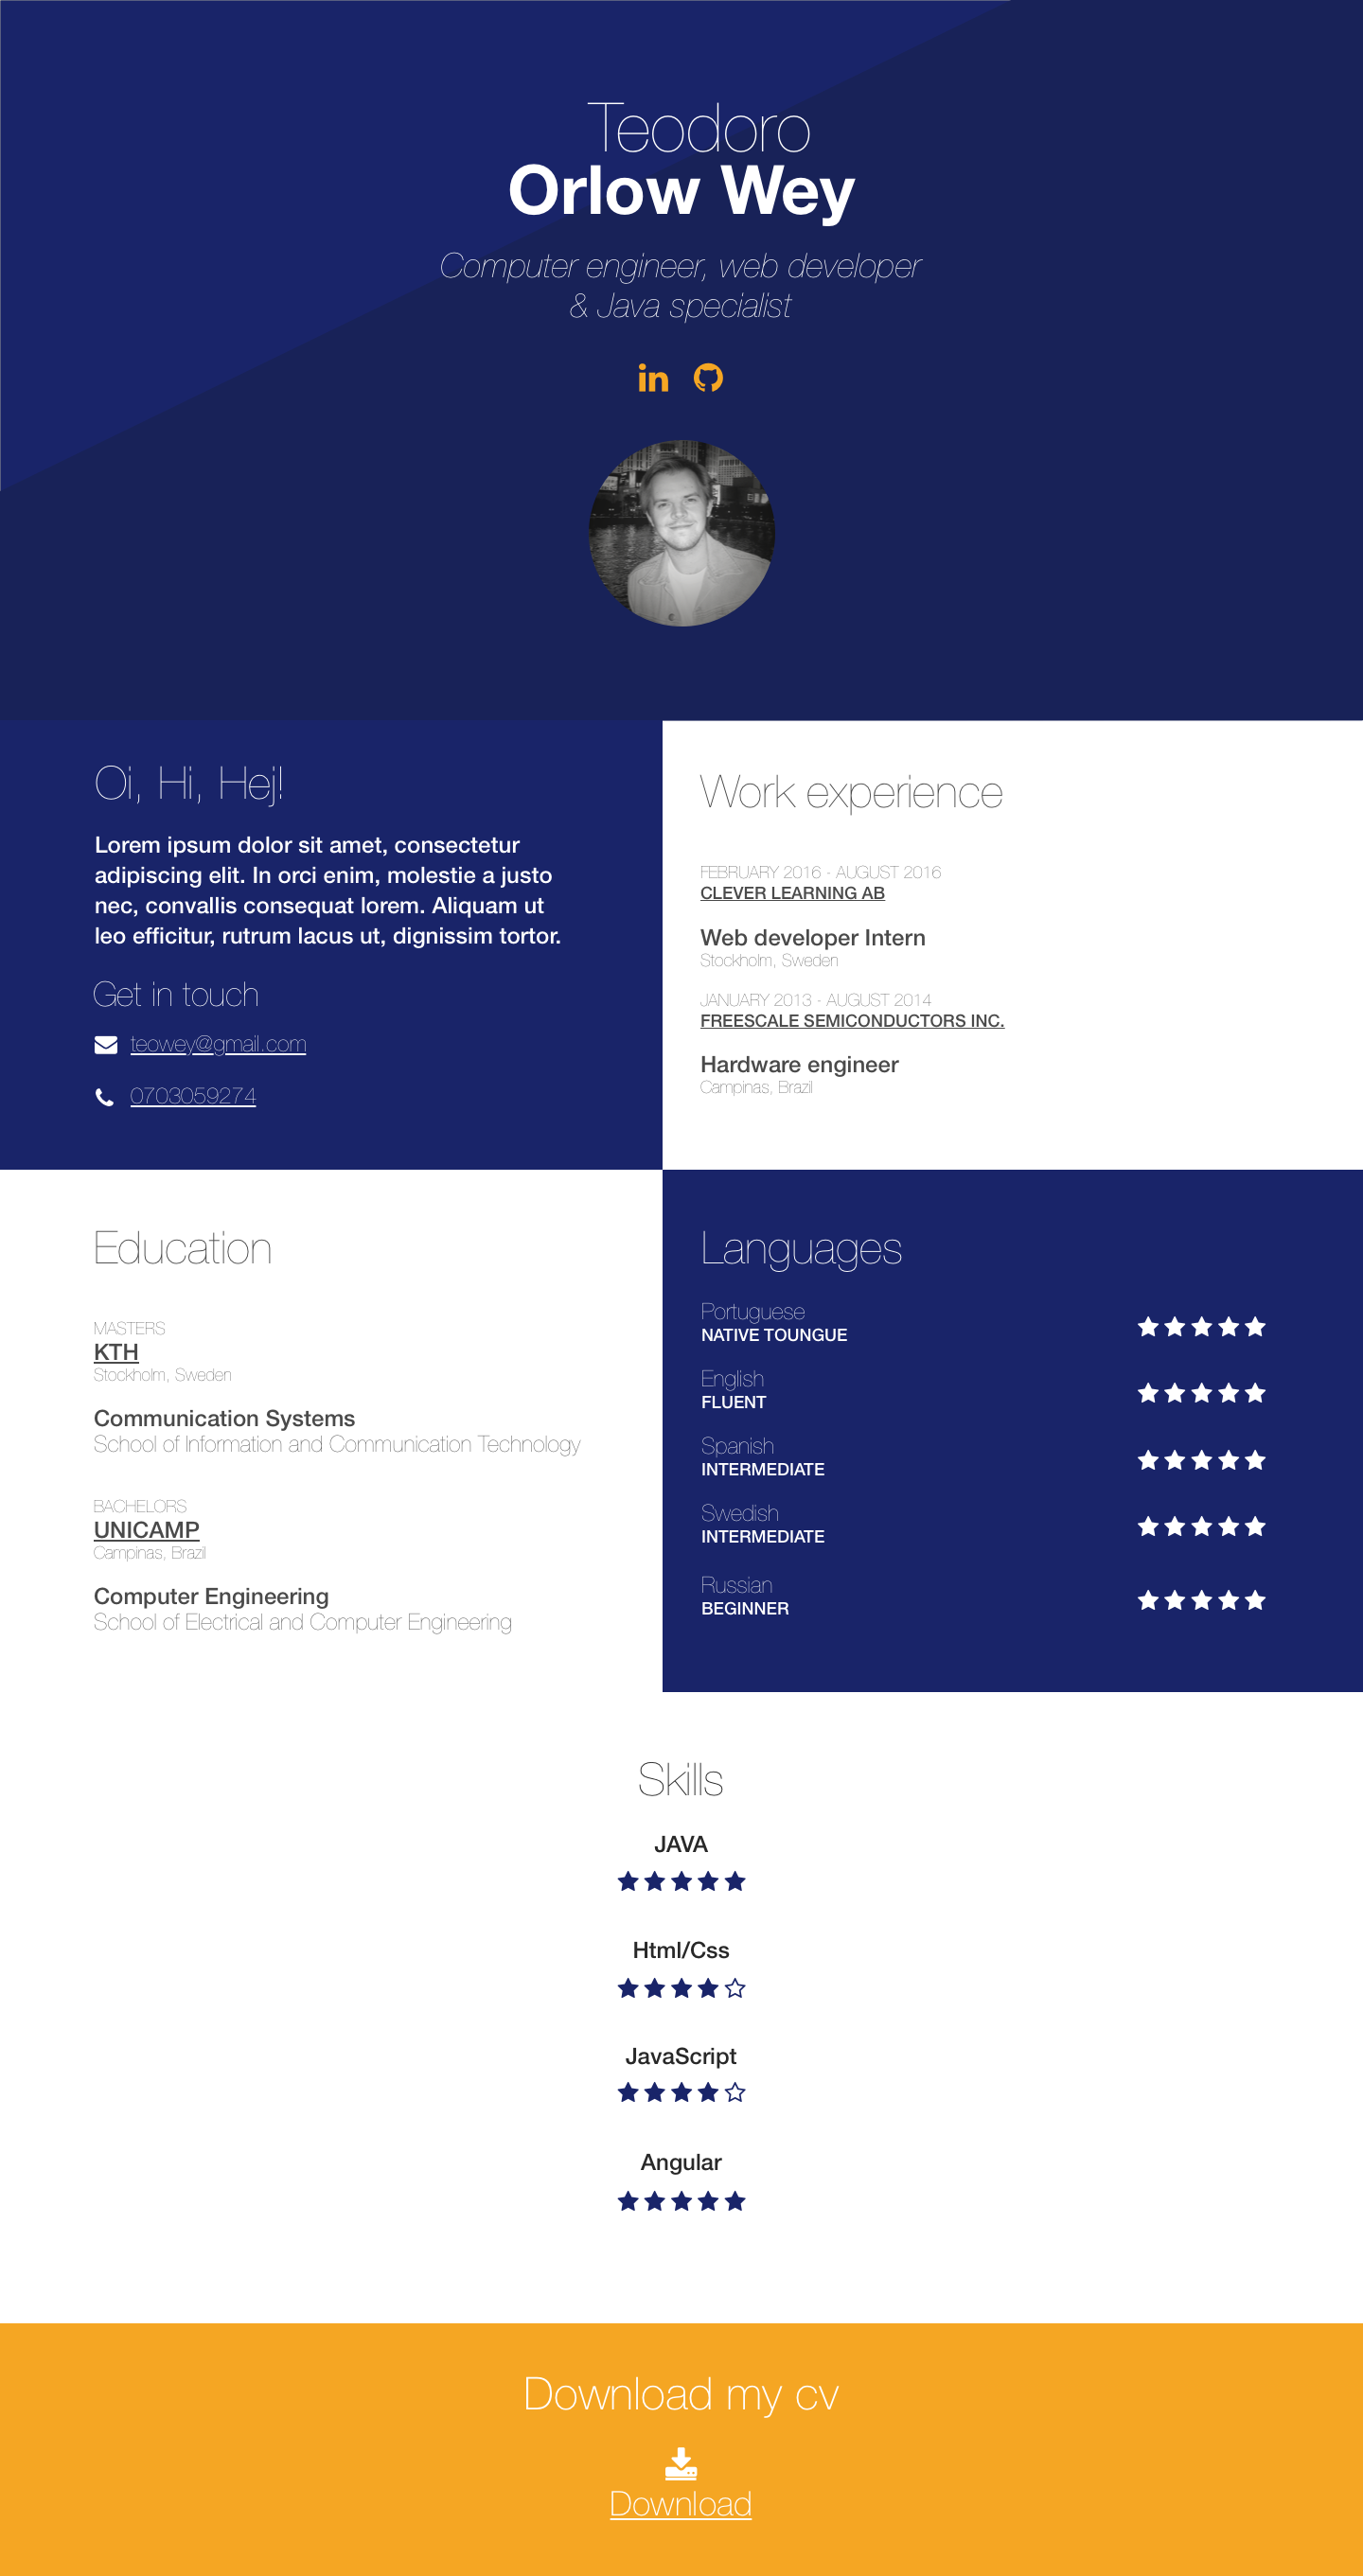 Teodoro
Orlow Wey
Computer engineer, web developer
& Java specialist
in
Oi, Hi, Hej!
Lorem ipsum dolor sit amet, consectetur
adipiscing elit. In orci enim, molestie a justo
nec, convallis consequat lorem. Aliquam ut
leo efficitur, rutrum lacus ut, dignissim tortor.
Get in touch
teowey@gmail.com
0703059274
Work experience
FEBRUARY 2016 - AUGUST 2016
CLEVER LEARNING AB
Web developer Intern
Stockholm, Sweden
JANUARY 2013 - AUGUST 2014
FREESCALE SEMICONDUCTORS INC.
Hardware engineer
Campinas, Brazil
Education
MASTERS
KTH
Stockholm, Sweden
Communication Systems
School of Information and Communication Technology
BACHELORS
UNICAMP
Campinas, Brazil
Computer Engineering
School of Electrical and Computer Engineering
Languages
Portuguese
NATIVE TOUNGUE
English
FLUENT
Spanish
INTERMEDIATE
Swedish
INTERMEDIATE
Russian
BEGINNER
Skills
JAVA
Html/Css
JavaScript
Angular
Download my cv
Download